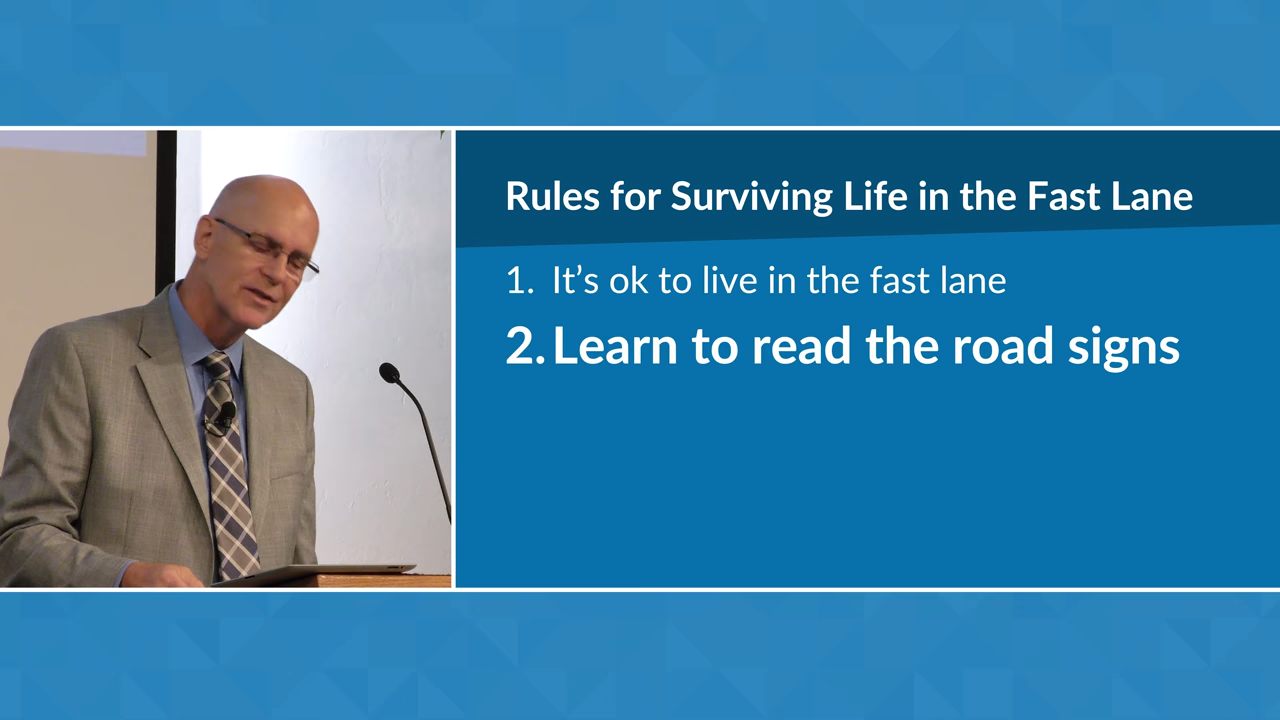 Rules for Surviving Life in the Fast Lane
1. It’s ok to live in the fast lane
2. Learn to read the road signs